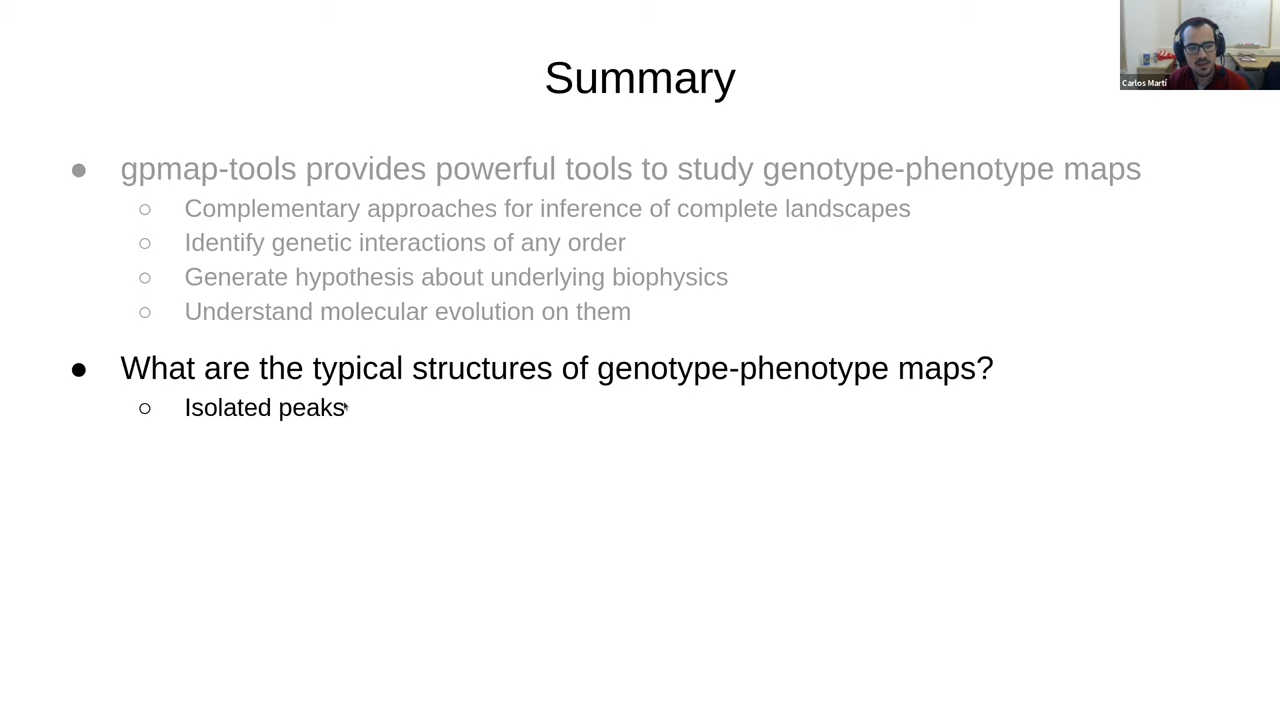 Summary
Carlos Martí
● gpmap-tools provides powerful tools to study genotype-phenotype maps
○ Complementary approaches for inference of complete landscapes
○ Identify genetic interactions of any order
○ Generate hypothesis about underlying biophysics
○ Understand molecular evolution on them
● What are the typical structures of genotype-phenotype maps?
○ Isolated peaks